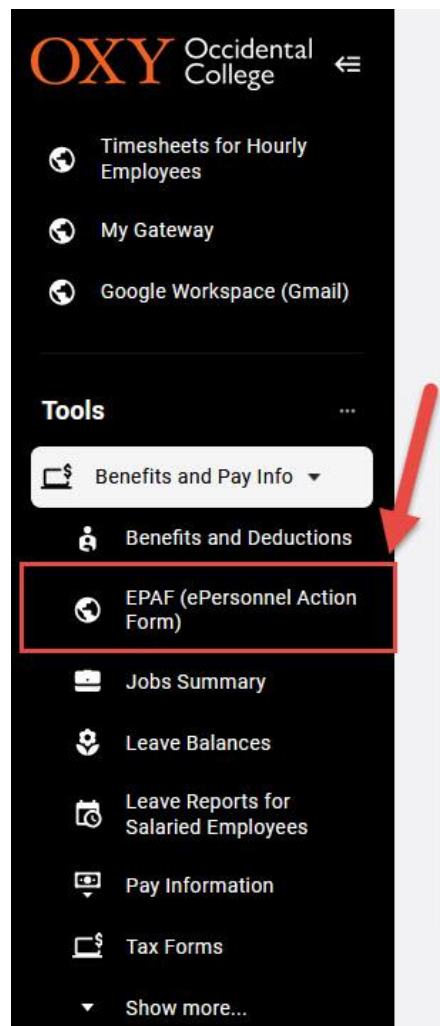 OXY Occidental
College
Timesheets for Hourly
Employees
My Gateway
Google Workspace (Gmail)
Tools
Benefits and Pay Info
Benefits and Deductions
EPAF (ePersonnel Action
Form)
Jobs Summary
Leave Balances
Leave Reports for
Salaried Employees
Pay Information
Tax Forms
Show more...